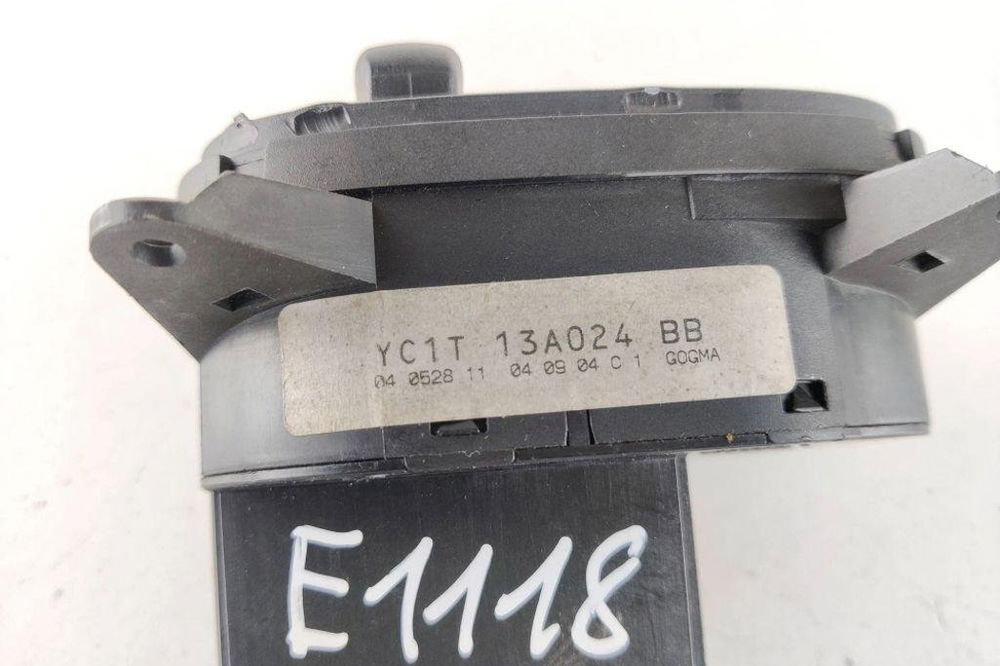 YC1T 13A024 BB
04 0528 11 04 09 04 C 1 GOGMA
E1118